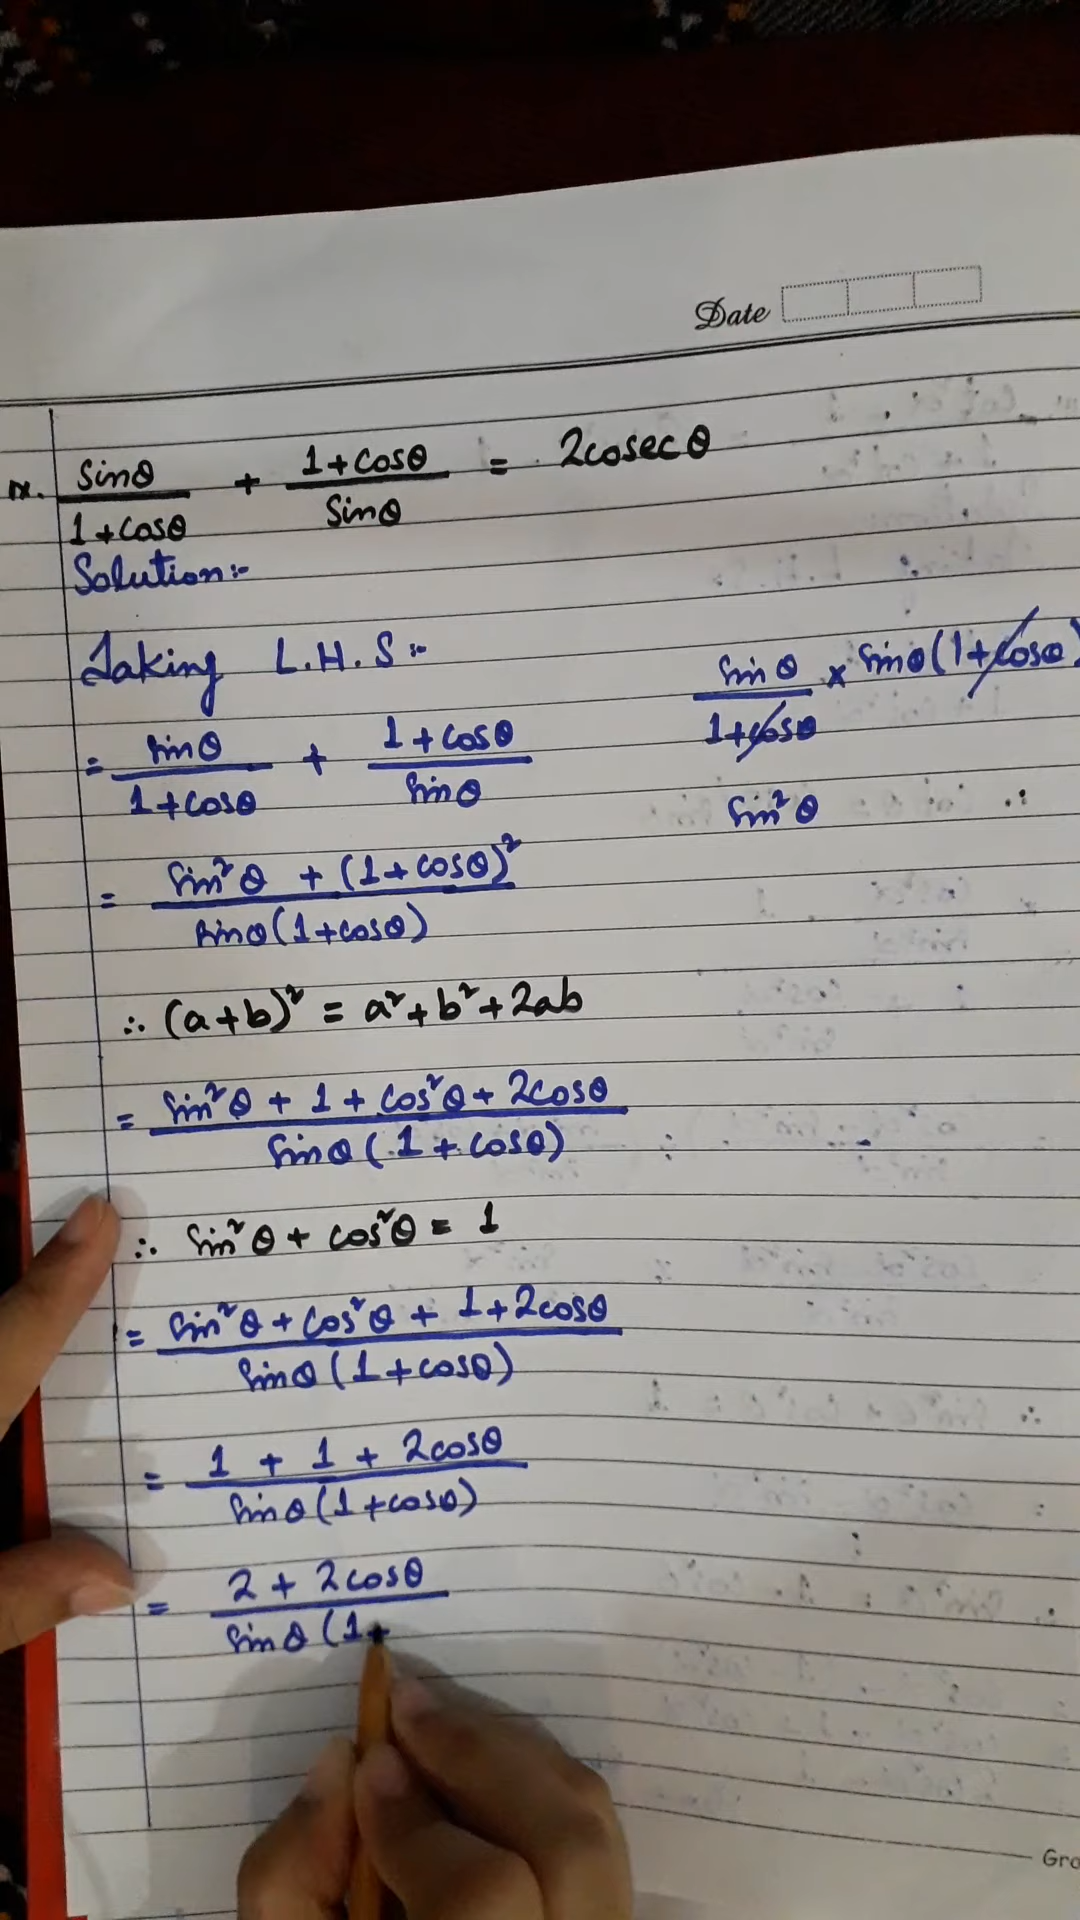 Date
ix. sinθ/1+cosθ + 1+cosθ/sinθ = 2cosecθ
Solution:-
Taking L.H.S:-
= sinθ/1+cosθ + 1+cosθ/sinθ
sinθ/1+cosθ × sinθ(1+cosθ)
sin²θ
= sin²θ + (1+cosθ)²/sinθ(1+cosθ)
∴ (a+b)² = a²+b²+2ab
= sin²θ + 1 + cos²θ + 2cosθ/sinθ(1+cosθ)
∴ sin²θ + cos²θ = 1
= sin²θ + cos²θ + 1+2cosθ/sinθ(1+cosθ)
= 1 + 1 + 2cosθ/sinθ(1+cosθ)
= 2 + 2cosθ/sinθ(1+
Gro